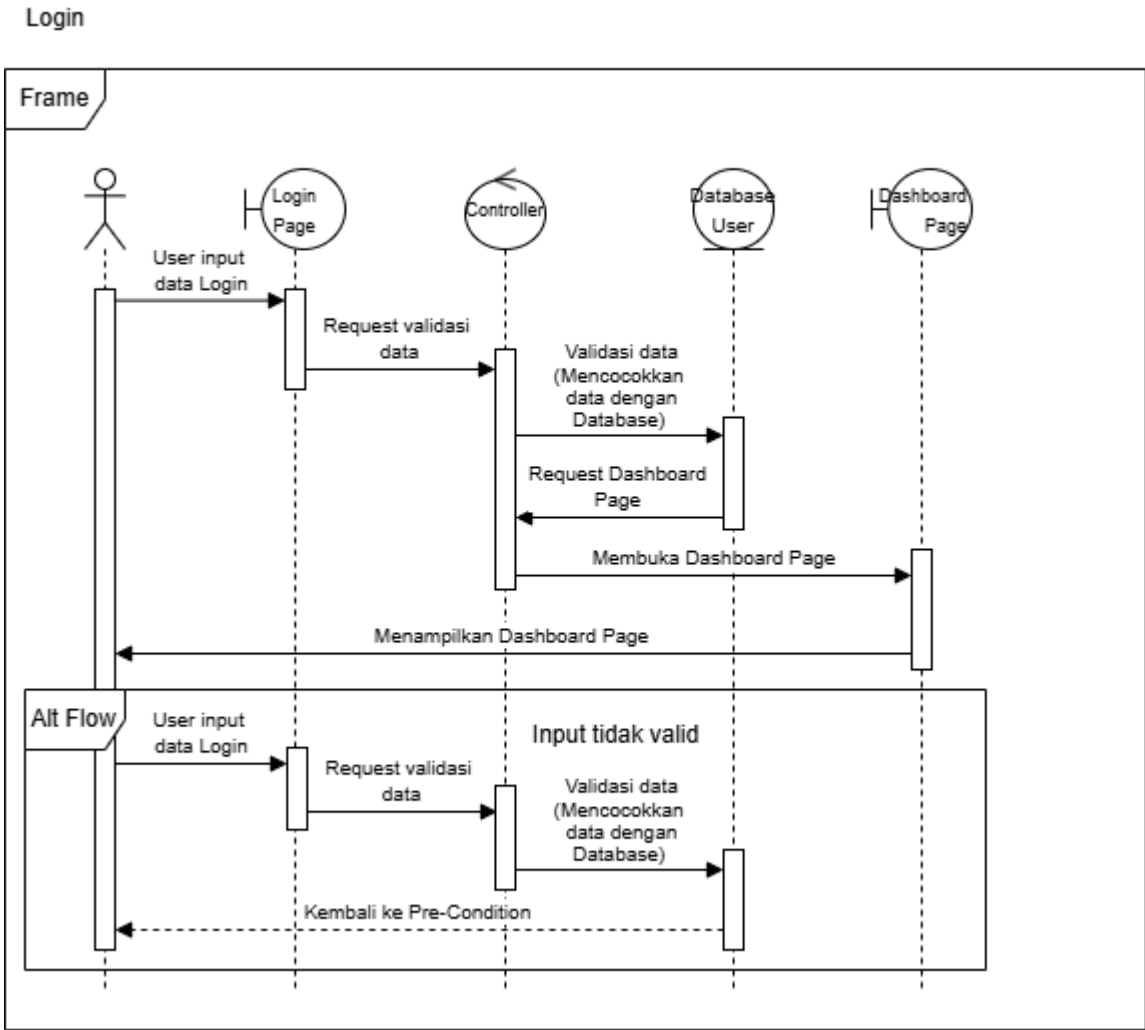 Login
Frame
Login
Page
Controller
Database
User
Dashboard
Page
User input
data Login
Request validasi
data
Validasi data
(Mencocokkan
data dengan
Database)
Request Dashboard
Page
Membuka Dashboard Page
Menampilkan Dashboard Page
Alt Flow
User input
data Login
Input tidak valid
Request validasi
data
Validasi data
(Mencocokkan
data dengan
Database)
Kembali ke Pre-Condition